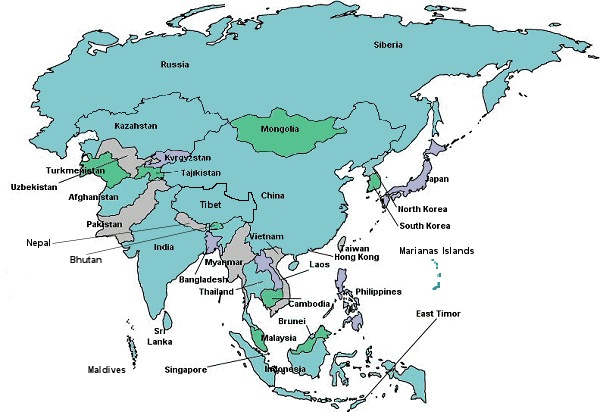 Siberia
Russia
Kazahstan
Mongolia
Kyrgyzstan
Turkmenistan
Tajikistan
Uzbekistan
Japan
Afghanistan
China
Tibet
North Korea
Pakistan
South Korea
Nepal
Vietnam
Taiwan
India
Hong Kong
Marianas Islands
Bhutan
Myanmar
Laos
Bangladesh
Thailand
Philippines
Cambodia
East Timor
Brunei
Sri
Lanka
Malaysia
Maldives
Singapore
Indonesia